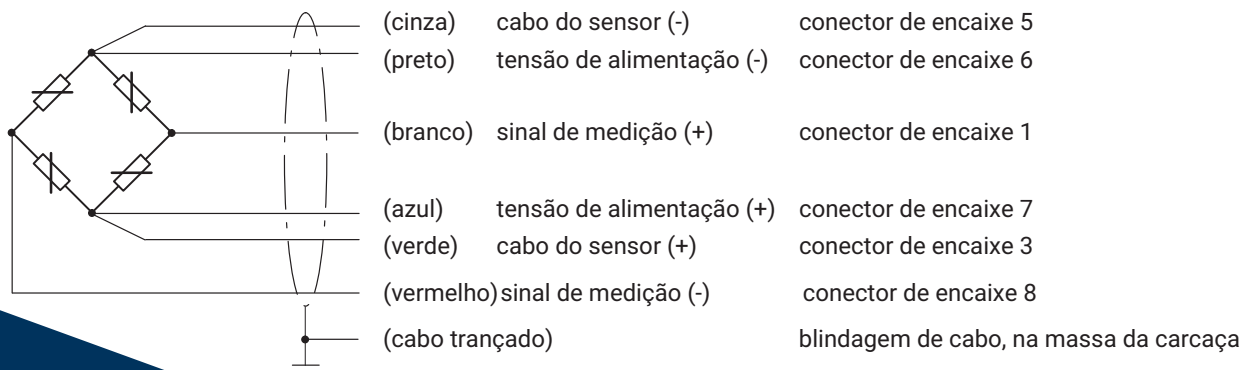 (cinza) cabo do sensor (-) conector de encaixe 5
(preto) tensão de alimentação (-) conector de encaixe 6
(branco) sinal de medição (+) conector de encaixe 1
(azul) tensão de alimentação (+) conector de encaixe 7
(verde) cabo do sensor (+) conector de encaixe 3
(vermelho) sinal de medição (-) conector de encaixe 8
(cabo trançado) blindagem de cabo, na massa da carcaça